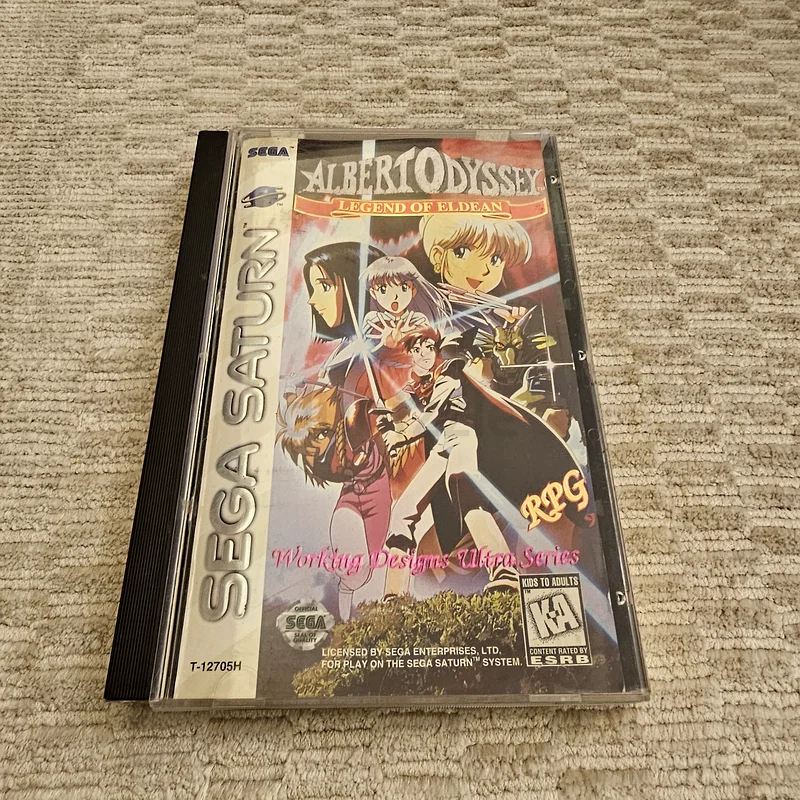 SEGA
SEGA SATURN™
T-12705H
ALBERT ODYSSEY
LEGEND OF ELDEAN
RPG
Working Designs Ultra Series
OFFICIAL
SEGA
SEAL OF
QUALITY
LICENSED BY SEGA ENTERPRISES, LTD.
FOR PLAY ON THE SEGA SATURN™ SYSTEM.
KIDS TO ADULTS
K-A
CONTENT RATED BY
ESRB